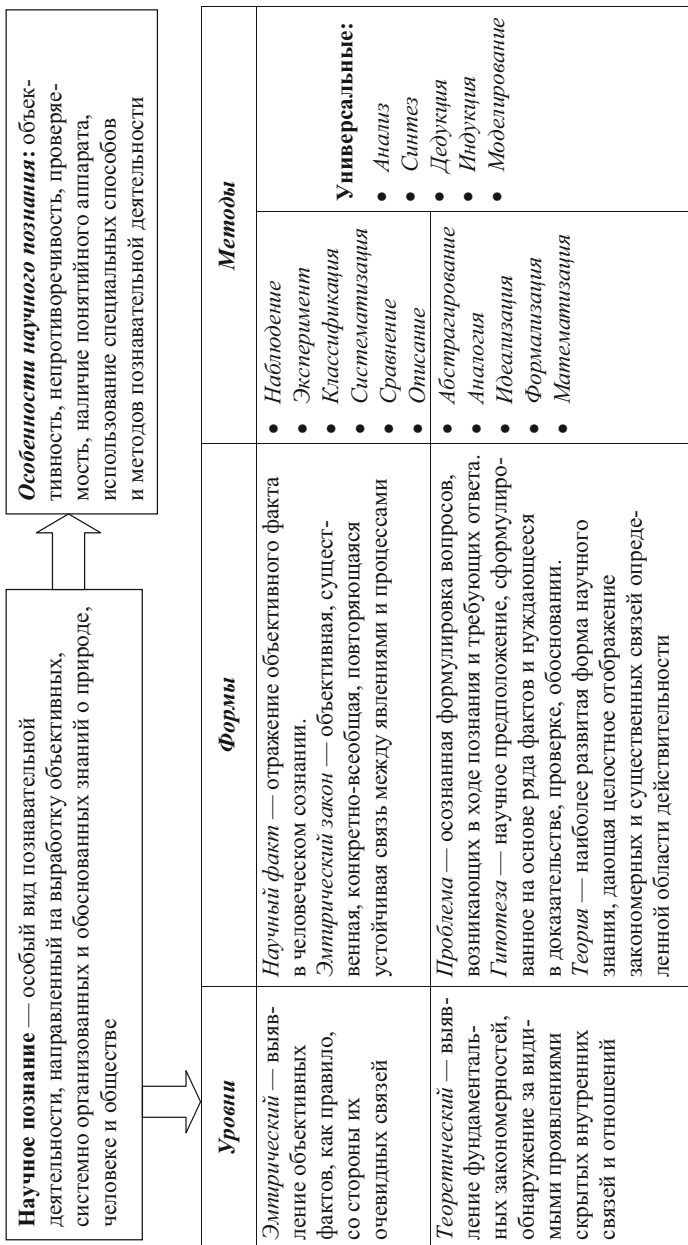 Научное познание — особый вид познавательной
деятельности, направленный на выработку объективных,
системно организованных и обоснованных знаний о природе,
человеке и обществе
Особенности научного познания: объек-
тивность, непротиворечивость, проверяе-
мость, наличие понятийного аппарата,
использование специальных способов
и методов познавательной деятельности
Уровни
Формы
Методы
Эмпирический — выяв-
ление объективных
фактов, как правило,
со стороны их
очевидных связей
Научный факт — отражение объективного факта
в человеческом сознании.
Эмпирический закон — объективная, сущест-
венная, конкретно-всеобщая, повторяющаяся
устойчивая связь между явлениями и процессами
• Наблюдение
• Эксперимент
• Классификация
• Систематизация
• Сравнение
• Описание
Универсальные:
• Анализ
• Синтез
• Дедукция
• Индукция
• Моделирование
Теоретический — выяв-
ление фундаменталь-
ных закономерностей,
обнаружение за види-
мыми проявлениями
скрытых внутренних
связей и отношений
Проблема — осознанная формулировка вопросов,
возникающих в ходе познания и требующих ответа.
Гипотеза — научное предположение, сформулиро-
ванное на основе ряда фактов и нуждающееся
в доказательстве, проверке, обосновании.
Теория — наиболее развитая форма научного
знания, дающая целостное отображение
закономерных и существенных связей опреде-
ленной области действительности
• Абстрагирование
• Аналогия
• Идеализация
• Формализация
• Математизация